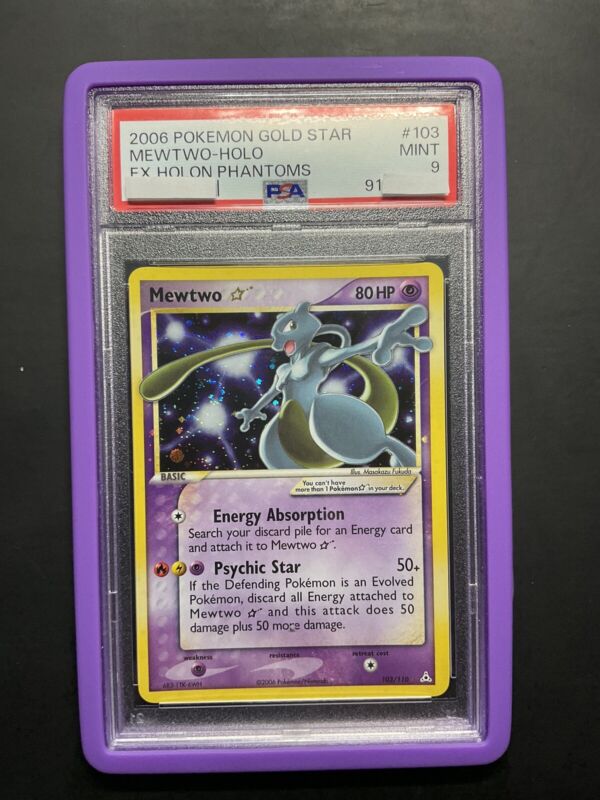 2006 POKEMON GOLD STAR #103
MEWTWO-HOLO MINT
EX HOLON PHANTOMS 9
PSA 91
Mewtwo 80 HP
Illus. Masakazu Fukuda
BASIC
You can't have
more than 1 Pokémon☆ in your deck.
Energy Absorption
Search your discard pile for an Energy card
and attach it to Mewtwo ☆.
Psychic Star 50+
If the Defending Pokémon is an Evolved
Pokémon, discard all Energy attached to
Mewtwo ☆ and this attack does 50
damage plus 50 more damage.
weakness resistance retreat cost
©2006 Pokémon/Nintendo
103/110